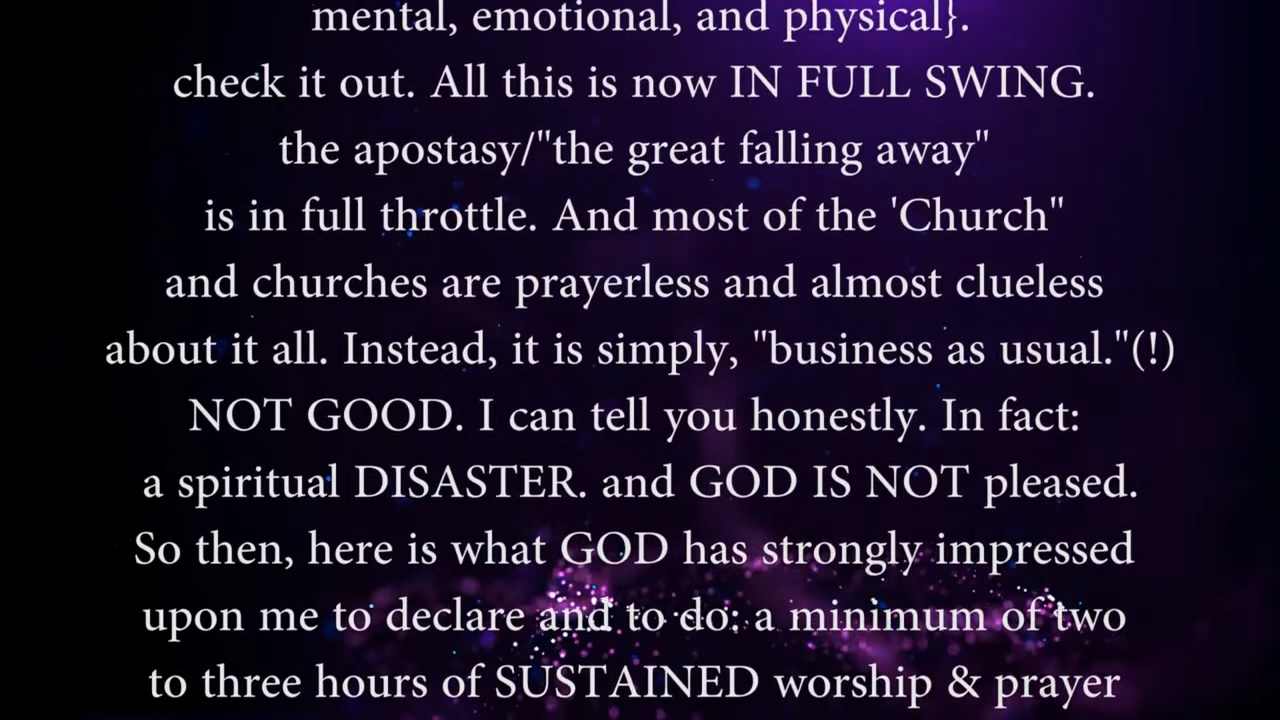 mental, emotional, and physical}.
check it out. All this is now IN FULL SWING.
the apostasy/"the great falling away"
is in full throttle. And most of the 'Church"
and churches are prayerless and almost clueless
about it all. Instead, it is simply, "business as usual."(!)
NOT GOOD. I can tell you honestly. In fact:
a spiritual DISASTER. and GOD IS NOT pleased.
So then, here is what GOD has strongly impressed
upon me to declare and to do: a minimum of two
to three hours of SUSTAINED worship & prayer